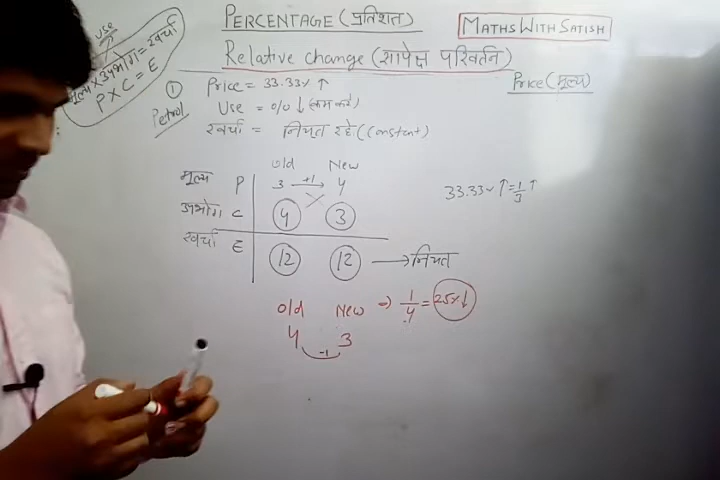 PERCENTAGE (प्रतिशत)
MATHS WITH SATISH
Relative change (सापेक्ष परिवर्तन)
Price (मूल्य)
USE
मूल्य × उपभोग = खर्चा
P × C = E
① Price = 33.33% ↑
Petrol
Use = % ↓ (कम करें)
खर्चा = नियत रहे (Constant)
Old New
मूल्य P 3 +1 4
33.33% ↑ = 1/3 ↑
उपभोग C 4 3
खर्चा E 12 12 → नियत
Old New ⇒ 1/4 = 25% ↓
4 -1 3